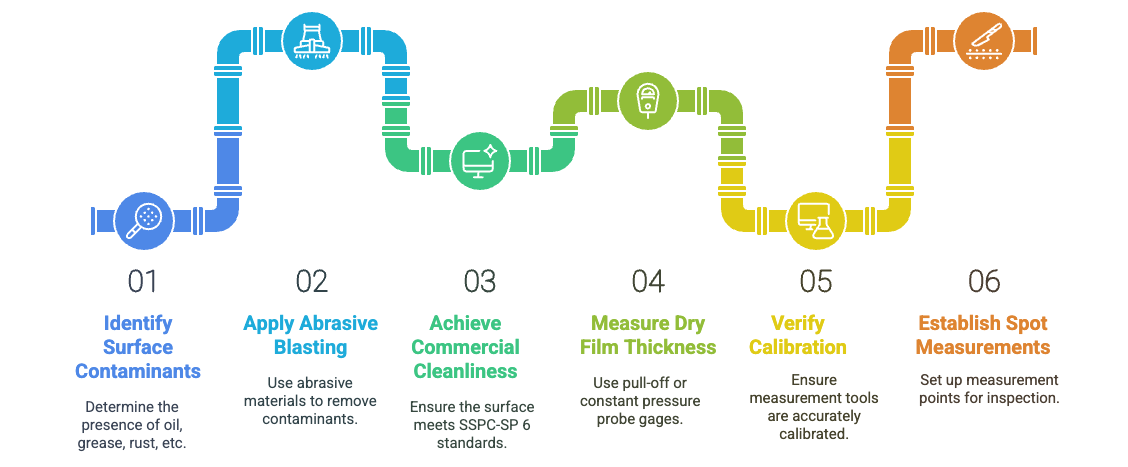 01
Identify
Surface
Contaminants
Determine the
presence of oil,
grease, rust, etc.
02
Apply Abrasive
Blasting
Use abrasive
materials to remove
contaminants.
03
Achieve
Commercial
Cleanliness
Ensure the surface
meets SSPC-SP 6
standards.
04
Measure Dry
Film Thickness
Use pull-off or
constant pressure
probe gages.
05
Verify
Calibration
Ensure
measurement tools
are accurately
calibrated.
06
Establish Spot
Measurements
Set up measurement
points for inspection.